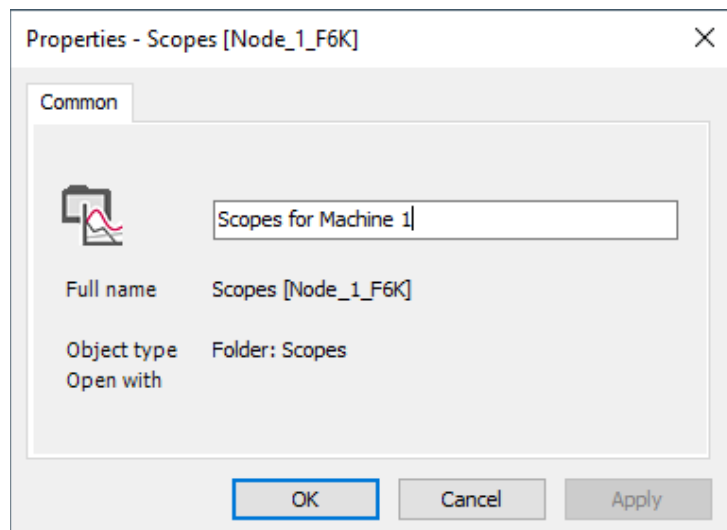 Properties - Scopes [Node_1_F6K]
Common
Scopes for Machine 1
Full name Scopes [Node_1_F6K]
Object type Folder: Scopes
Open with
OK Cancel Apply